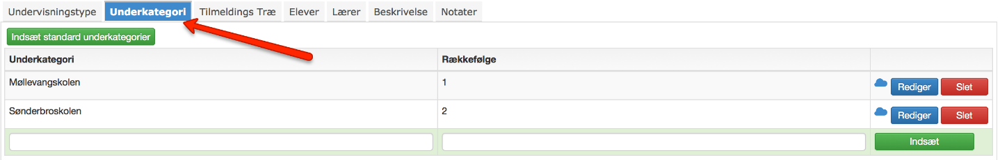 Undervisningstype Underkategori Tilmeldings Træ Elever Lærer Beskrivelse Notater
Indsæt standard underkategorier
Underkategori Rækkefølge
Møllevangskolen 1 Rediger Slet
Sønderbroskolen 2 Rediger Slet
Indsæt